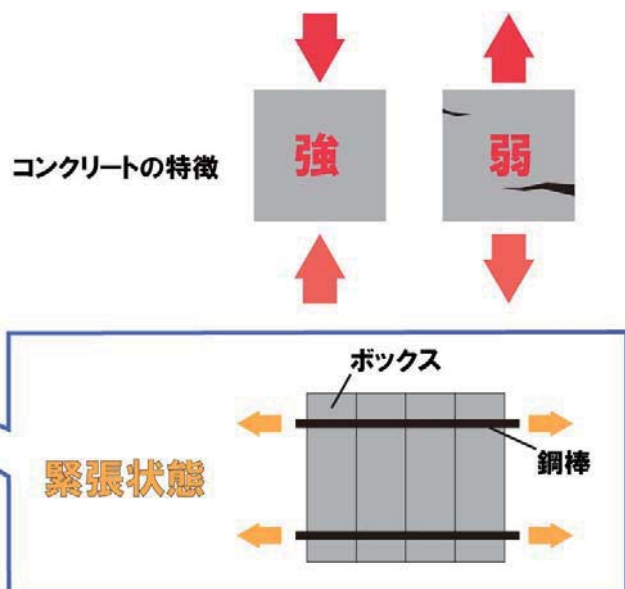 強
弱
コンクリートの特徴
ボックス
鋼棒
緊張状態